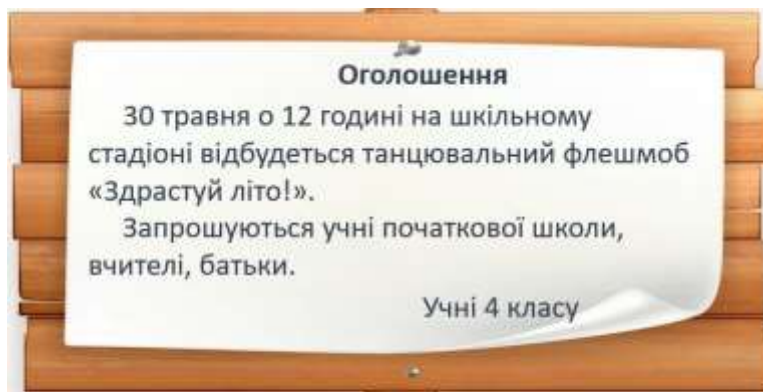 Оголошення
30 травня о 12 годині на шкільному
стадіоні відбудеться танцювальний флешмоб
«Здрастуй літо!».
Запрошуються учні початкової школи,
вчителі, батьки.
Учні 4 класу